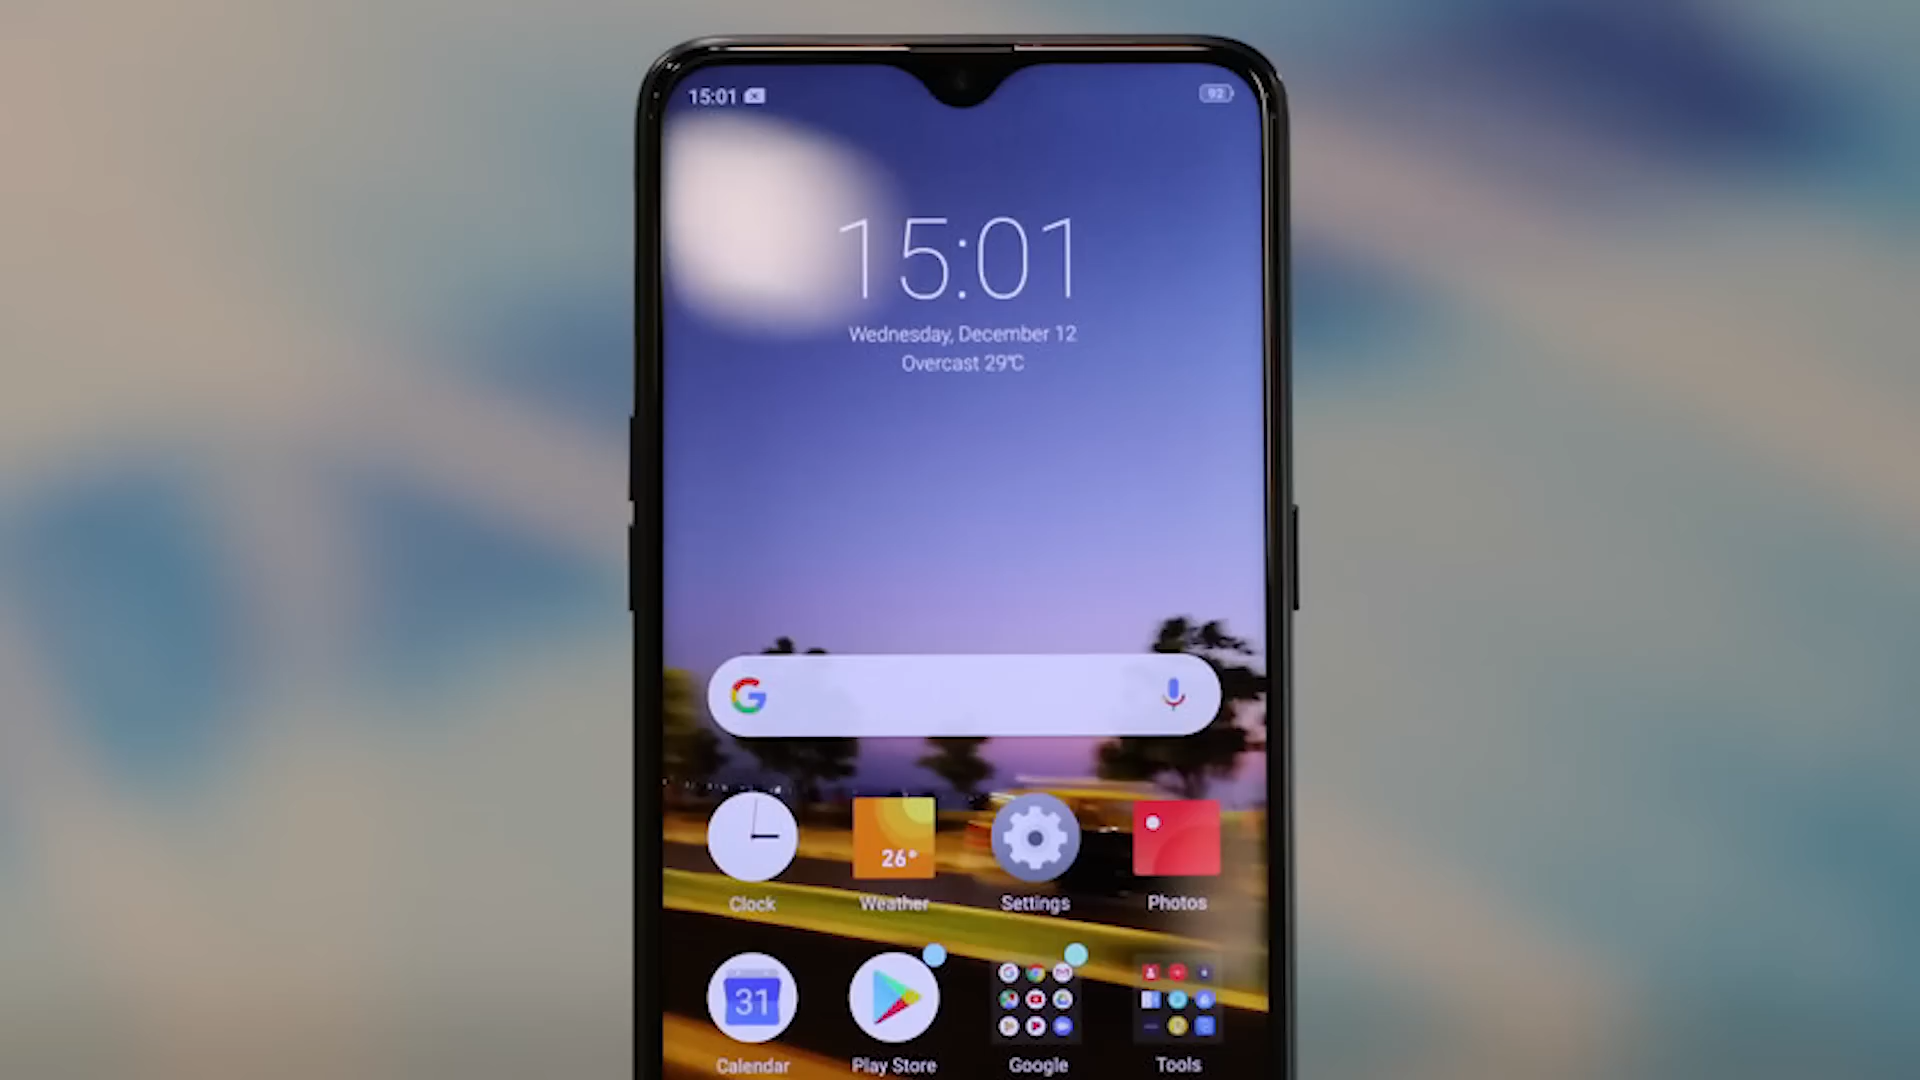 15:01
92
15:01
Wednesday, December 12
Overcast 29℃
G
26°
Clock
Weather
Settings
Photos
31
Calendar
Play Store
Google
Tools